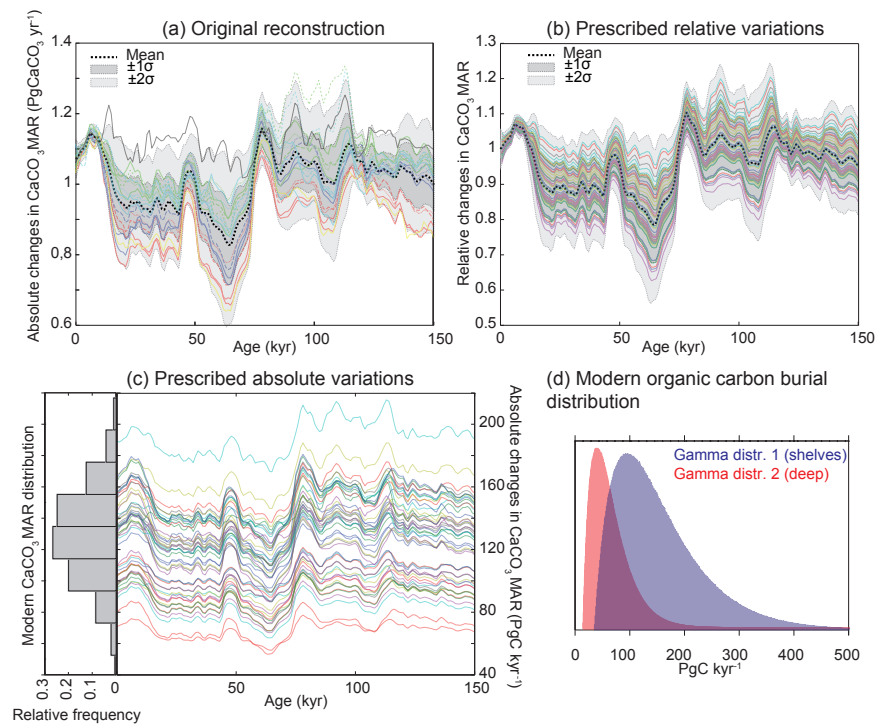 (a) Original reconstruction
Absolute changes in CaCO3 MAR (PgCaCO3 yr-1)
1.4
1.2
1
0.8
0.6
Mean
±1σ
±2σ
0 50 100 150
Age (kyr)
(b) Prescribed relative variations
Relative changes in CaCO3 MAR
1.3
1.2
1.1
1
0.9
0.8
0.7
0.6
0.5
Mean
±1σ
±2σ
0 50 100 150
Age (kyr)
(c) Prescribed absolute variations
Modern CaCO3 MAR distribution
0.3 0.2 0.1 0
Relative frequency
50 100 150
Age (kyr)
200
160
120
80
40
Absolute changes in CaCO3 MAR (PgC kyr-1)
(d) Modern organic carbon burial
distribution
Gamma distr. 1 (shelves)
Gamma distr. 2 (deep)
0 100 200 300 400 500
PgC kyr-1